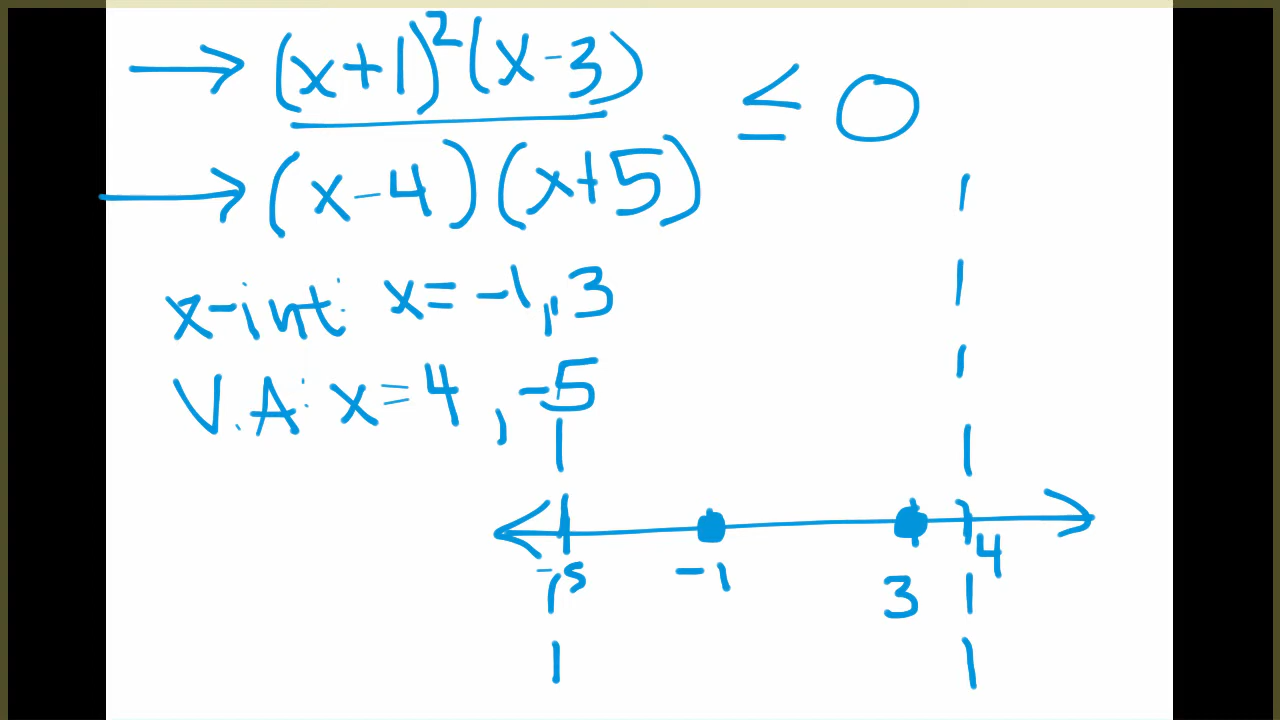 → (x+1)²(x-3) ≤ 0
→ (x-4)(x+5)
x-int: x= -1, 3
V.A: x=4, -5
-5 -1 3 4